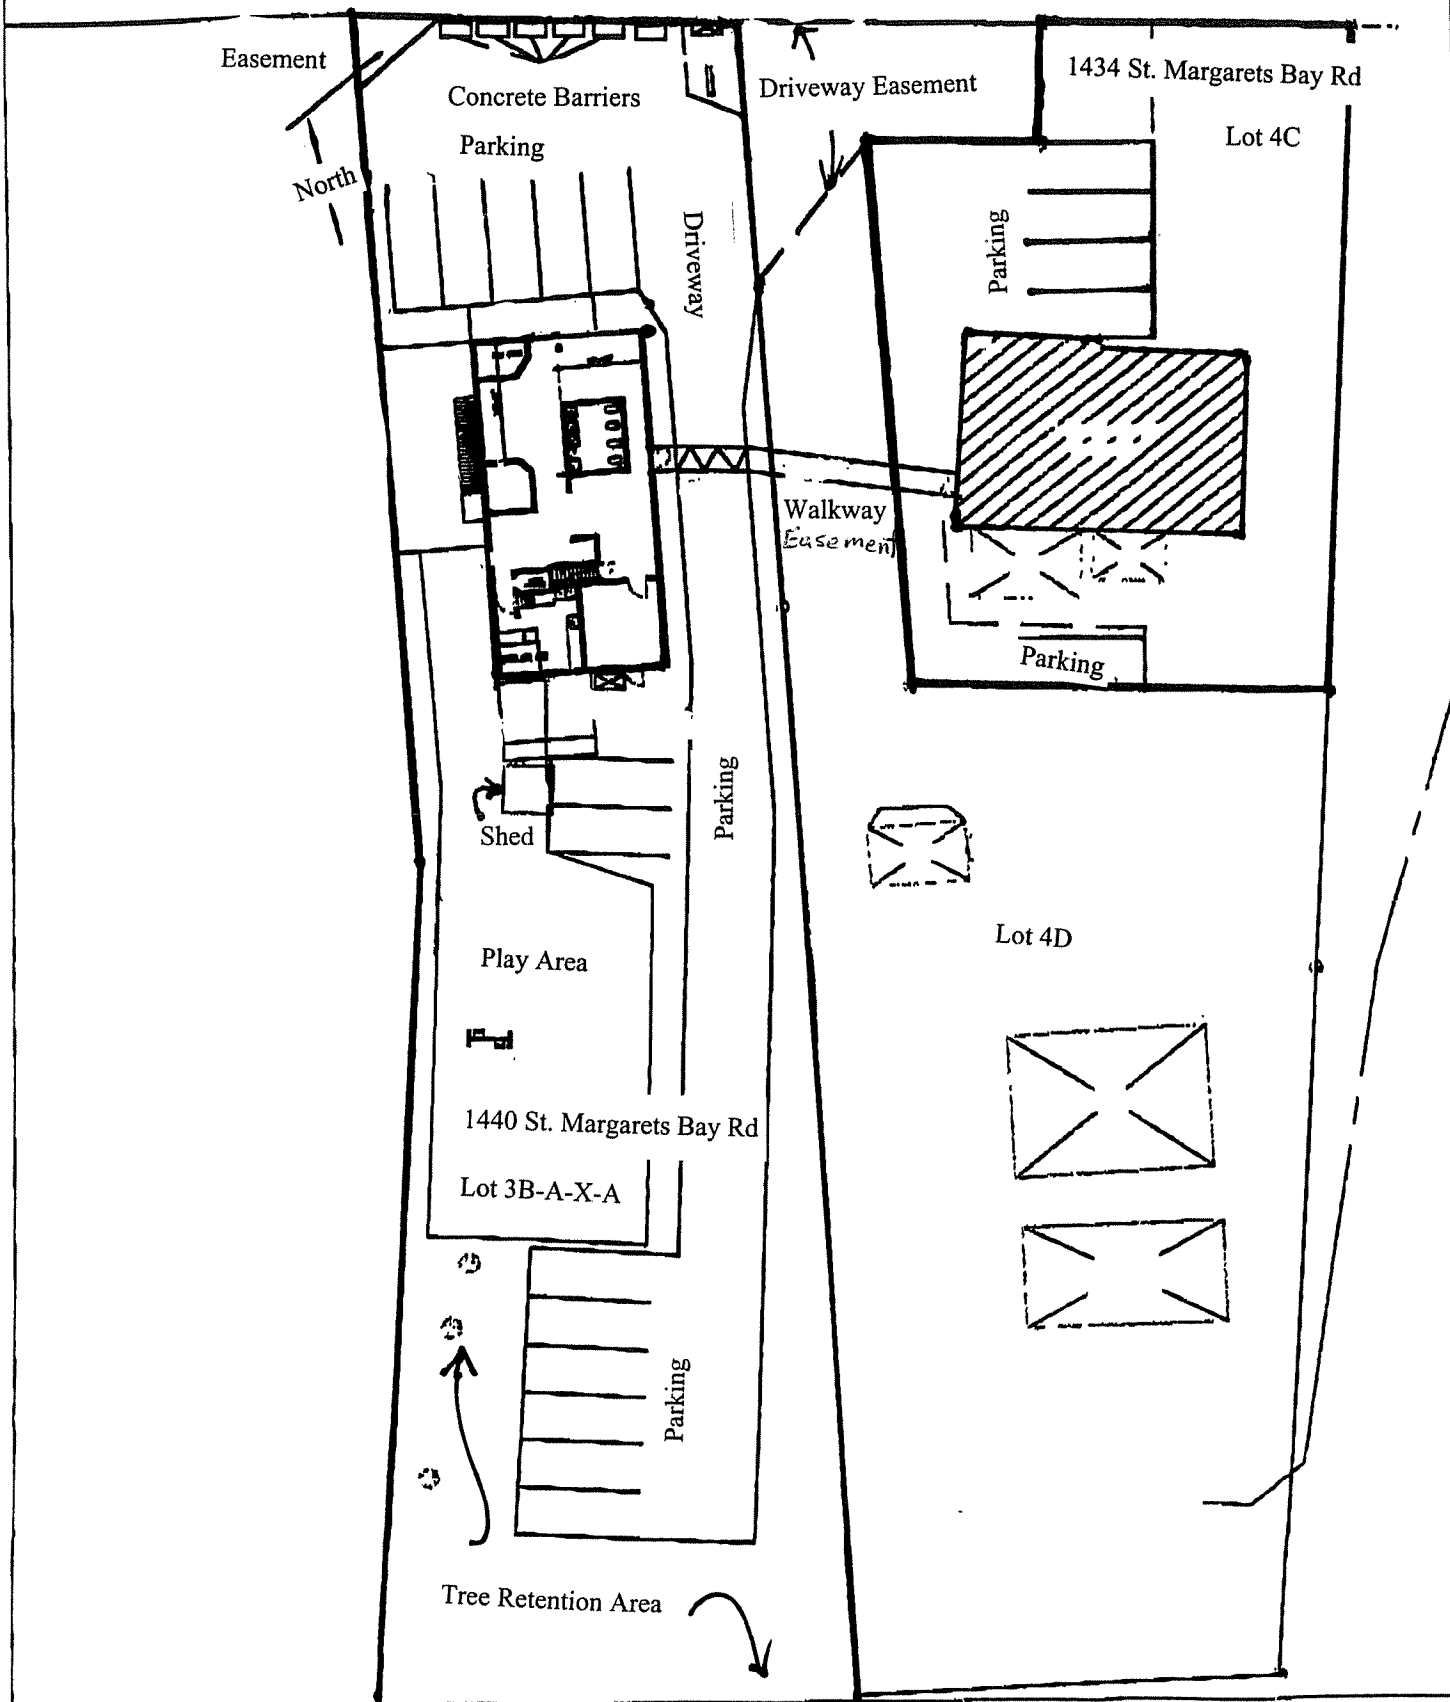 Easement
Concrete Barriers
Driveway Easement
1434 St. Margarets Bay Rd
Lot 4C
Parking
North
Driveway
Parking
Walkway
Easement
Parking
Shed
Parking
Lot 4D
Play Area
1440 St. Margarets Bay Rd
Lot 3B-A-X-A
Parking
Tree Retention Area